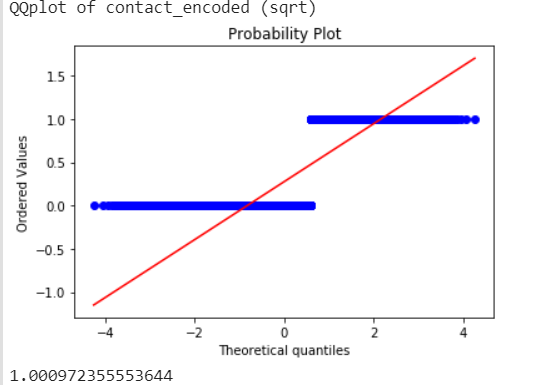 QQplot of contact_encoded (sqrt)
Probability Plot
Ordered Values
1.5
1.0
0.5
0.0
−0.5
−1.0
−4 −2 0 2 4
Theoretical quantiles
1.000972355553644